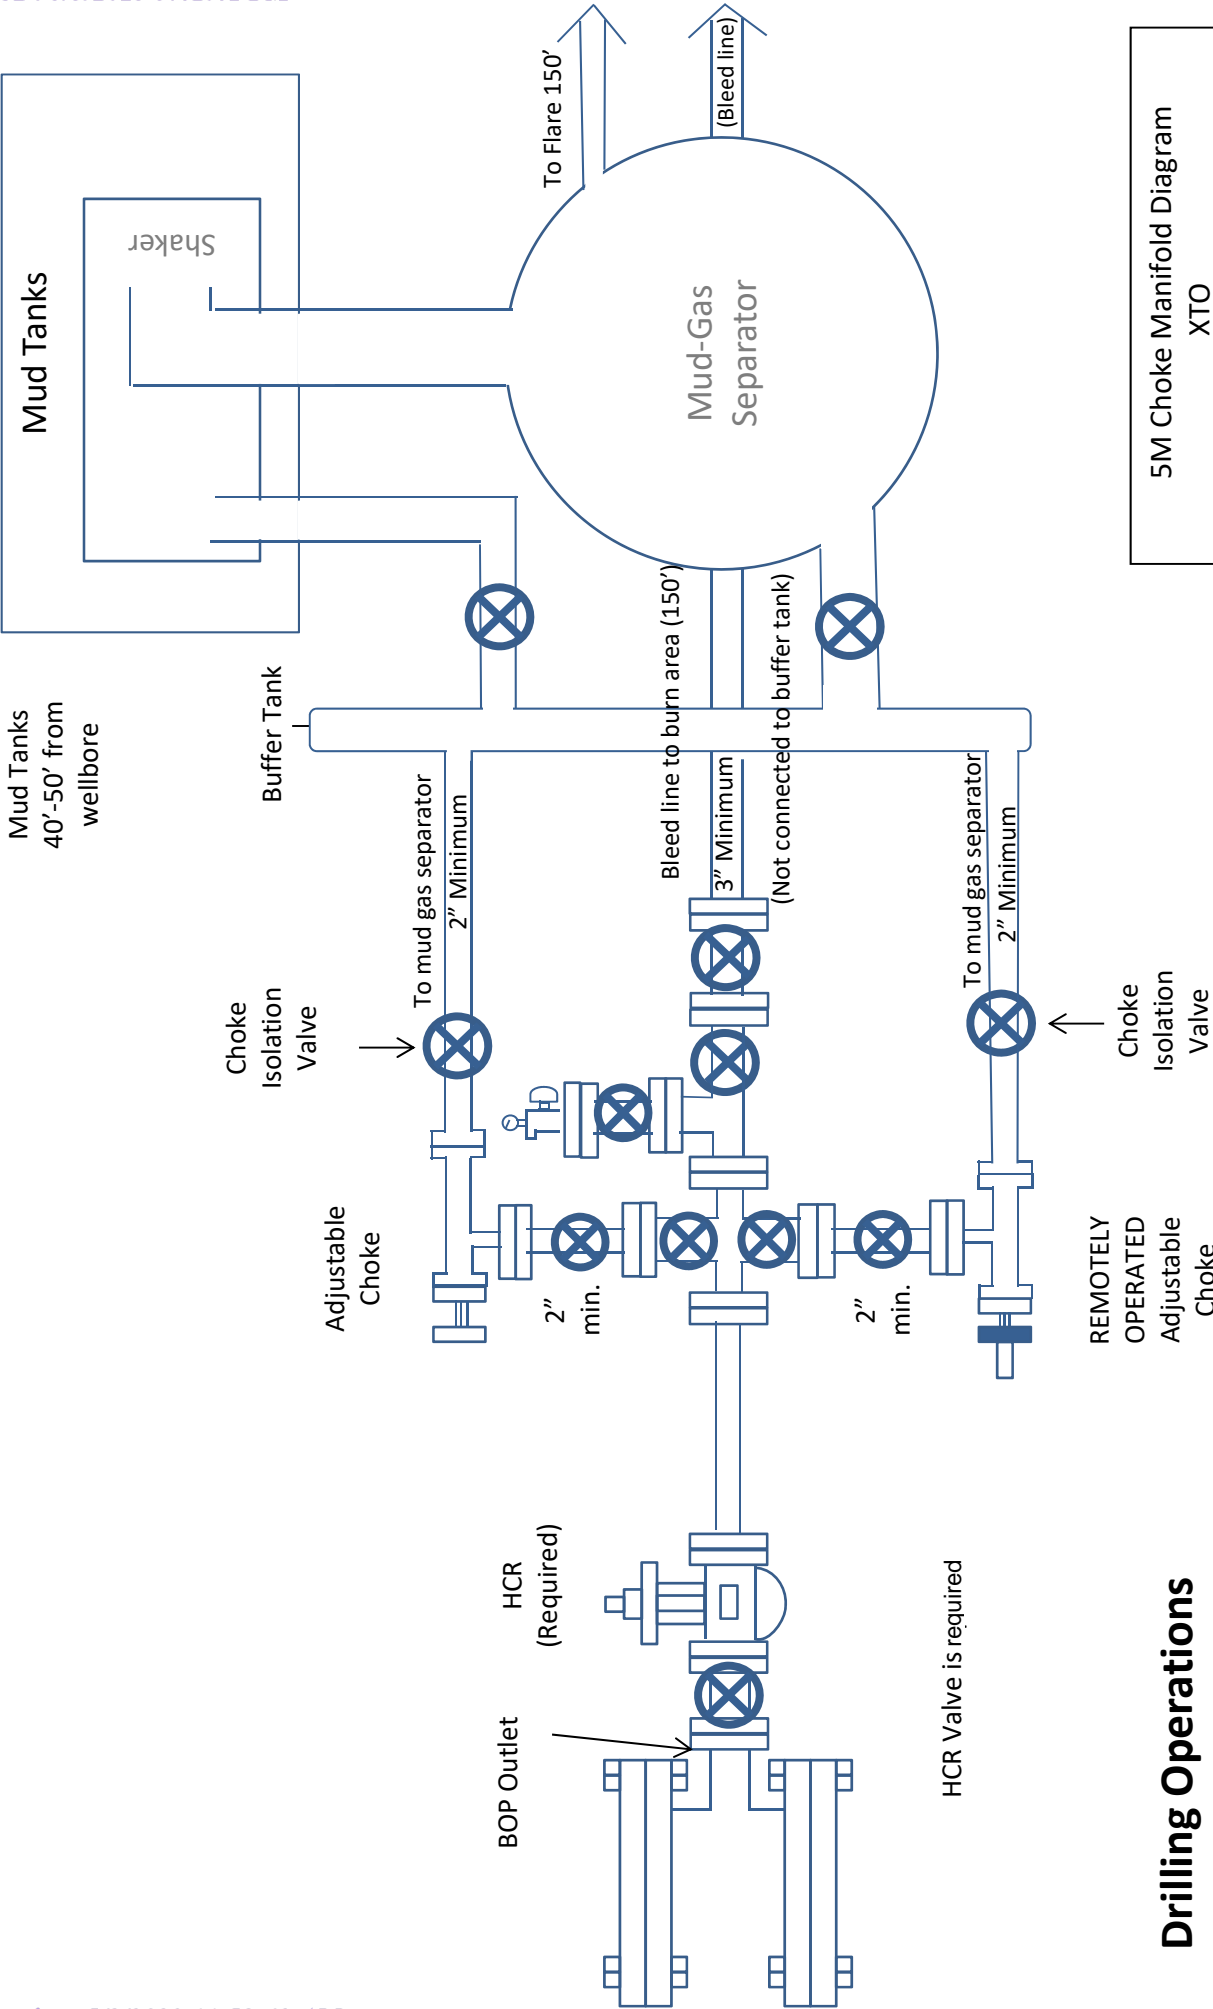 Mud Tanks
40'-50' from
wellbore
Mud Tanks
Shaker
Buffer Tank
Choke
Isolation
Valve
To mud gas separator
2" Minimum
Adjustable
Choke
2"
min.
HCR
(Required)
BOP Outlet
To Flare 150'
(Bleed line)
Mud-Gas
Separator
Bleed line to burn area (150')
3" Minimum
(Not connected to buffer tank)
To mud gas separator
2" Minimum
2"
min.
HCR Valve is required
Choke
Isolation
Valve
REMOTELY
OPERATED
Adjustable
Choke
Drilling Operations
5M Choke Manifold Diagram
XTO